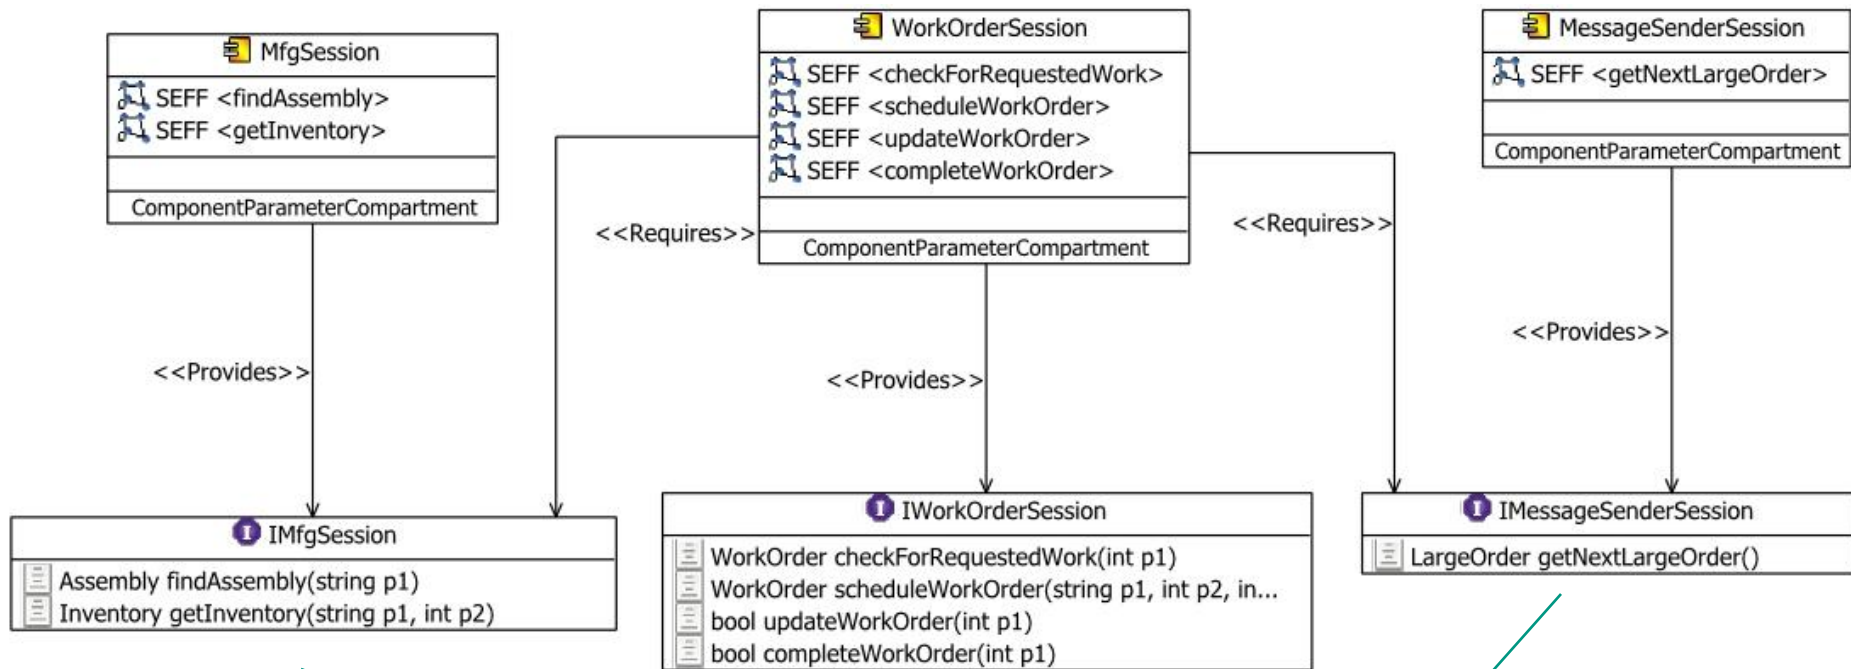 MfgSession
SEFF <findAssembly>
SEFF <getInventory>
ComponentParameterCompartment
WorkOrderSession
SEFF <checkForRequestedWork>
SEFF <scheduleWorkOrder>
SEFF <updateWorkOrder>
SEFF <completeWorkOrder>
ComponentParameterCompartment
MessageSenderSession
SEFF <getNextLargeOrder>
ComponentParameterCompartment
<<Requires>>
<<Requires>>
<<Provides>>
<<Provides>>
<<Provides>>
I IMfgSession
Assembly findAssembly(string p1)
Inventory getInventory(string p1, int p2)
I IWorkOrderSession
WorkOrder checkForRequestedWork(int p1)
WorkOrder scheduleWorkOrder(string p1, int p2, in...
bool updateWorkOrder(int p1)
bool completeWorkOrder(int p1)
I IMessageSenderSession
LargeOrder getNextLargeOrder()